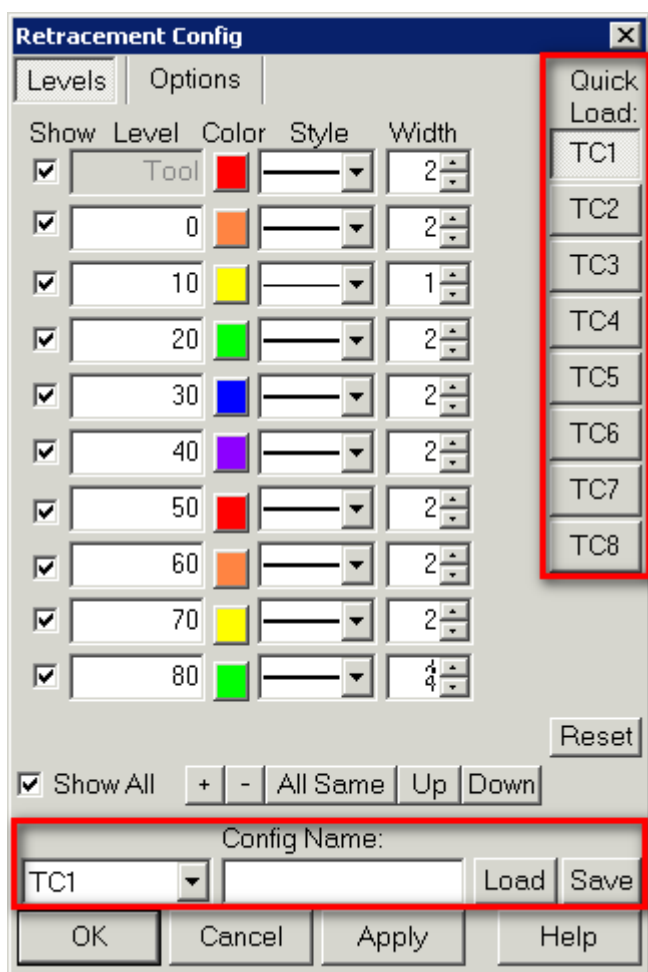 Retracement Config
Levels Options
Quick Load:
Show Level Color Style Width
Tool 2
0 2
10 1
20 2
30 2
40 2
50 2
60 2
70 2
80
TC1
TC2
TC3
TC4
TC5
TC6
TC7
TC8
Reset
Show All + - All Same Up Down
Config Name:
TC1 Load Save
OK Cancel Apply Help